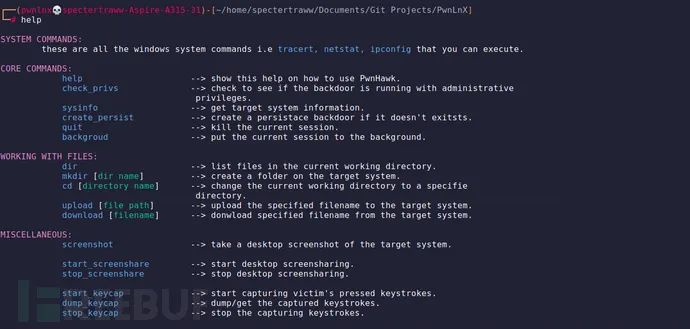 (pwnlnx💀spectertraww-Aspire-A315-31)-[~/home/spectertraww/Documents/Git Projects/PwnLnX]
# help
SYSTEM COMMANDS:
these are all the windows system commands i.e tracert, netstat, ipconfig that you can execute.
CORE COMMANDS:
help --> show this help on how to use PwnHawk.
check_privs --> check to see if the backdoor is running with administrative
privileges.
sysinfo --> get target system information.
create_persist --> create a persistace backdoor if it doesn't exitsts.
quit --> kill the current session.
backgroud --> put the current session to the background.
WORKING WITH FILES:
dir --> list files in the current working directory.
mkdir [dir name] --> create a folder on the target system.
cd [directory name] --> change the current working directory to a specifie
directory.
upload [file path] --> upload the specified filename to the target system.
download [filename] --> donwload specified filename from the target system.
MISCELLANEOUS:
screenshot --> take a desktop screenshot of the target system.
start_screenshare --> start desktop screensharing.
stop_screenshare --> stop desktop screensharing.
start_keycap --> start capturing victim's pressed keystrokes.
dump_keycap --> dump/get the captured keystrokes.
stop_keycap --> stop the capturing keystrokes.
FREEBUF